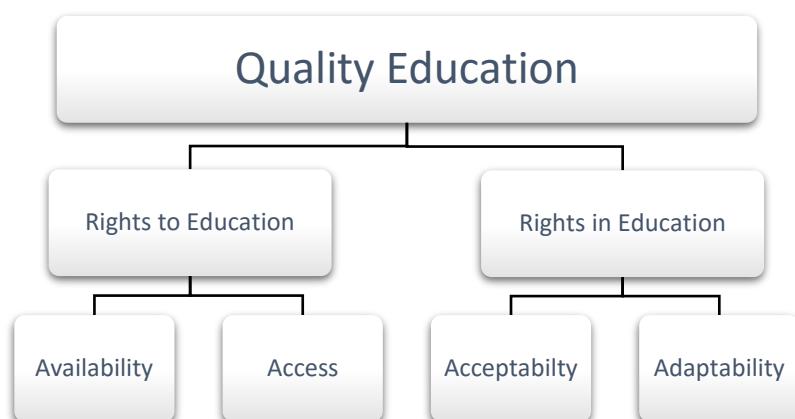 Quality Education
Rights to Education
Rights in Education
Availability
Access
Acceptabilty
Adaptability